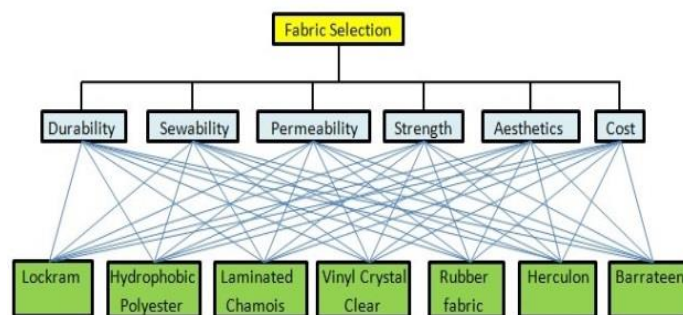 Fabric Selection
Durability
Sewability
Permeability
Strength
Aesthetics
Cost
Lockram
Hydrophobic
Polyester
Laminated
Chamois
Vinyl Crystal
Clear
Rubber
fabric
Herculon
Barrateen